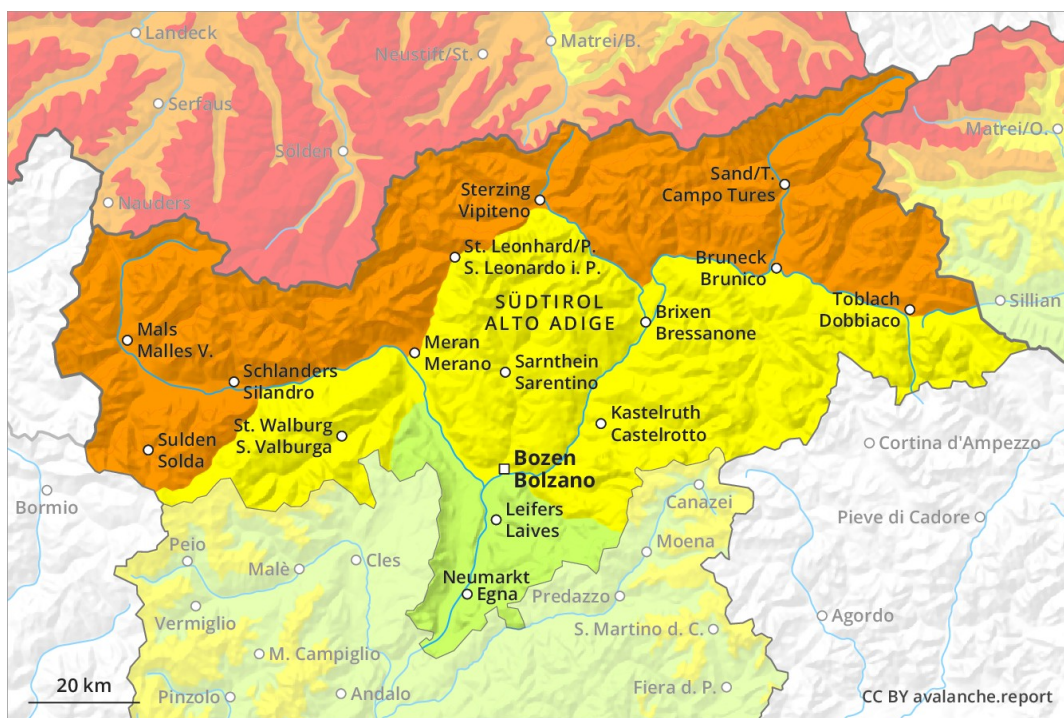 Landeck
Neustift/St.
Matrei/B.
Serfaus
Sölden
Matrei/O.
Nauders
Sterzing
Vipiteno
Sand/T.
Campo Tures
St. Leonhard/P.
S. Leonardo i. P.
Bruneck
Brunico
SÜDTIROL
ALTO ADIGE
Toblach
Dobbiaco
Sillian
Mals
Malles V.
Brixen
Bressanone
Meran
Merano
Sarnthein
Sarentino
Schlanders
Silandro
St. Walburg
S. Valburga
Kastelruth
Castelrotto
Sulden
Solda
Cortina d'Ampezzo
Bozen
Bolzano
Bormio
Canazei
Leifers
Laives
Pieve di Cadore
Peio
Moena
Malè
Cles
Neumarkt
Egna
Predazzo
Vermiglio
Agordo
S. Martino d. C.
M. Campiglio
20 km
Pinzolo
Andalo
Fiera d. P.
CC BY avalanche.report